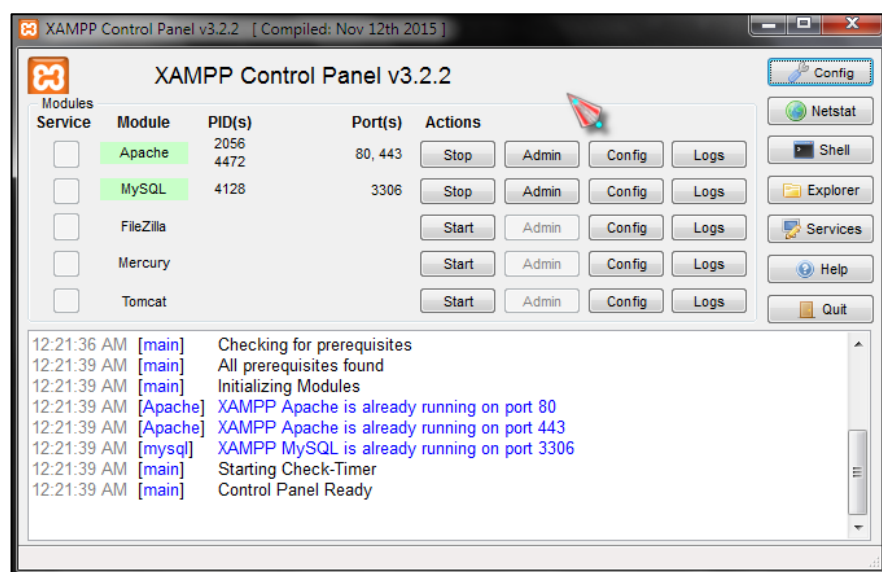 XAMPP Control Panel v3.2.2 [ Compiled: Nov 12th 2015 ]
XAMPP Control Panel v3.2.2
Config
Modules
Service Module PID(s) Port(s) Actions
Netstat
Apache 2056 4472 80, 443 Stop Admin Config Logs
Shell
MySQL 4128 3306 Stop Admin Config Logs
Explorer
FileZilla Start Admin Config Logs
Services
Mercury Start Admin Config Logs
Help
Tomcat Start Admin Config Logs
Quit
12:21:36 AM [main] Checking for prerequisites
12:21:39 AM [main] All prerequisites found
12:21:39 AM [main] Initializing Modules
12:21:39 AM [Apache] XAMPP Apache is already running on port 80
12:21:39 AM [Apache] XAMPP Apache is already running on port 443
12:21:39 AM [mysql] XAMPP MySQL is already running on port 3306
12:21:39 AM [main] Starting Check-Timer
12:21:39 AM [main] Control Panel Ready